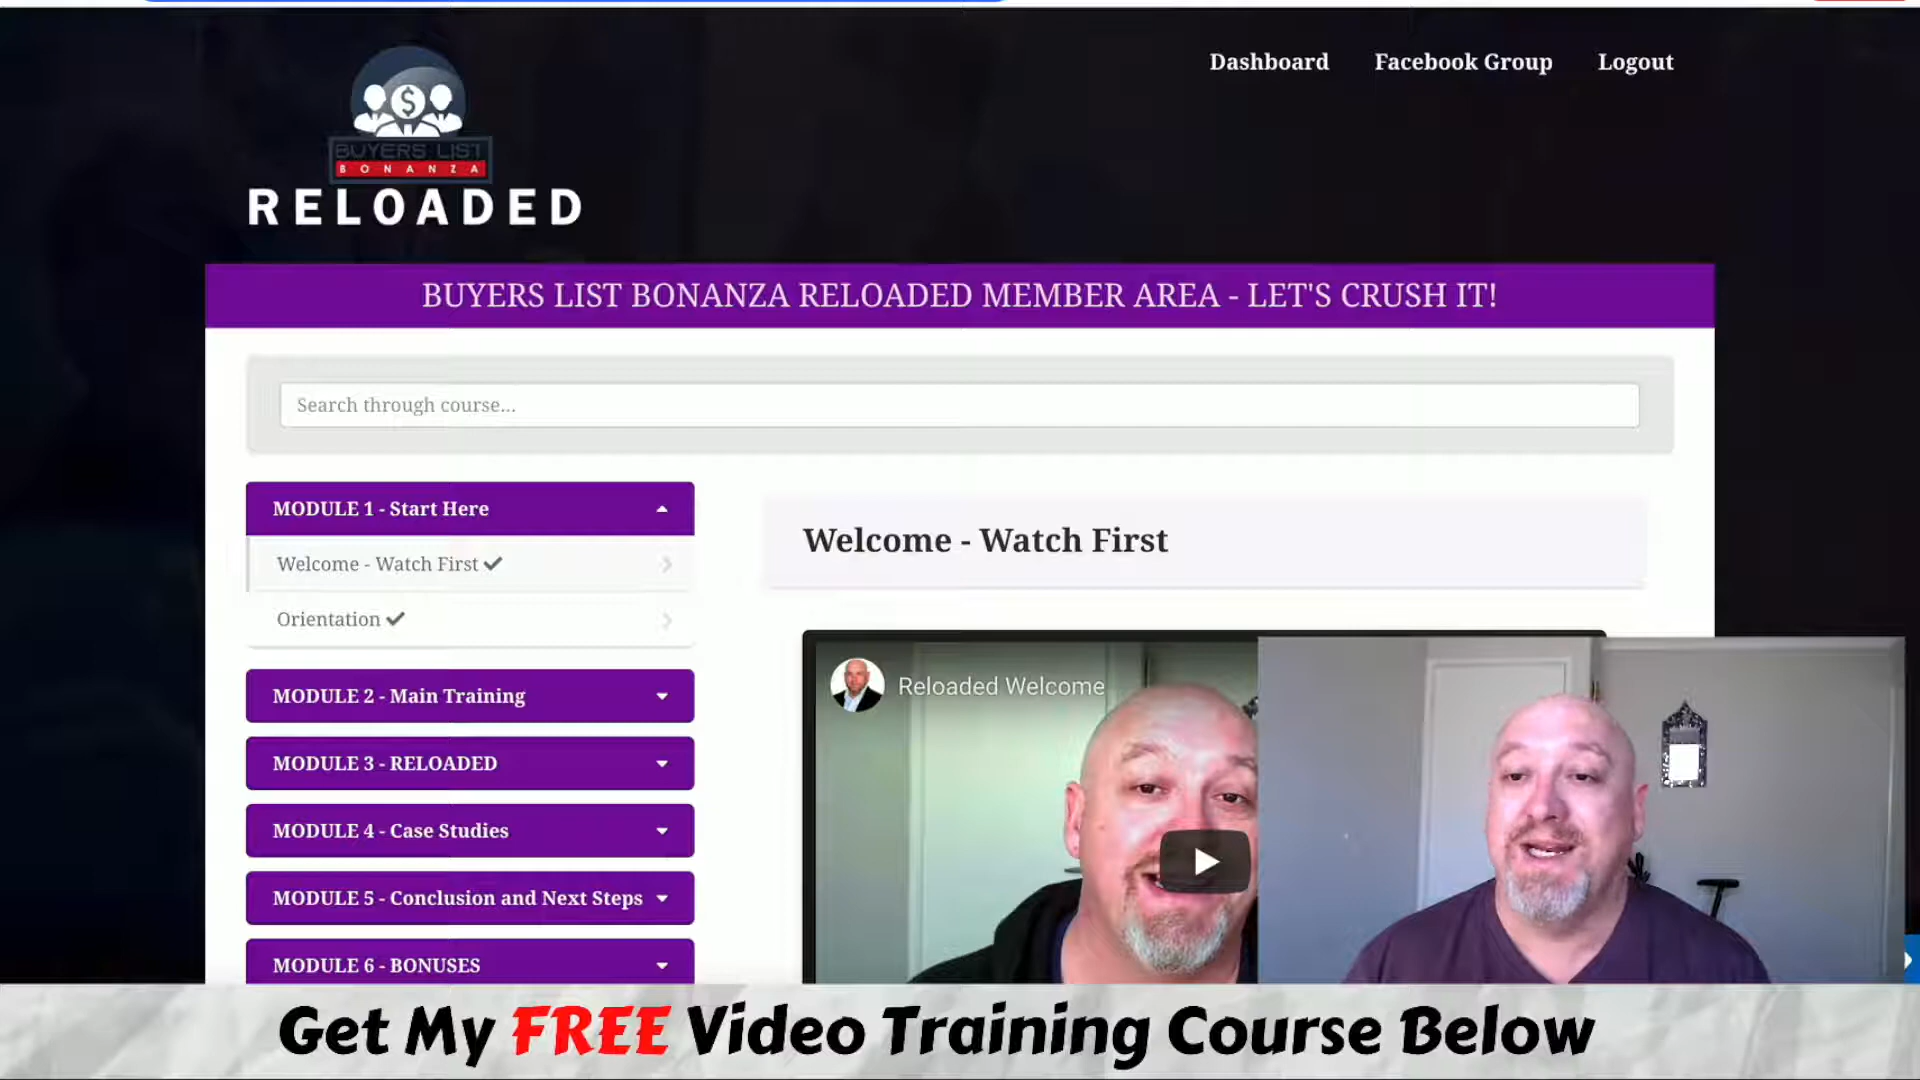 Dashboard
Facebook Group
Logout
$
BUYERS LIST
BONANZA
RELOADED
BUYERS LIST BONANZA RELOADED MEMBER AREA - LET'S CRUSH IT!
Search through course...
MODULE 1 - Start Here
Welcome - Watch First
Orientation
MODULE 2 - Main Training
MODULE 3 - RELOADED
MODULE 4 - Case Studies
MODULE 5 - Conclusion and Next Steps
MODULE 6 - BONUSES
Welcome - Watch First
Reloaded Welcome
Get My FREE Video Training Course Below